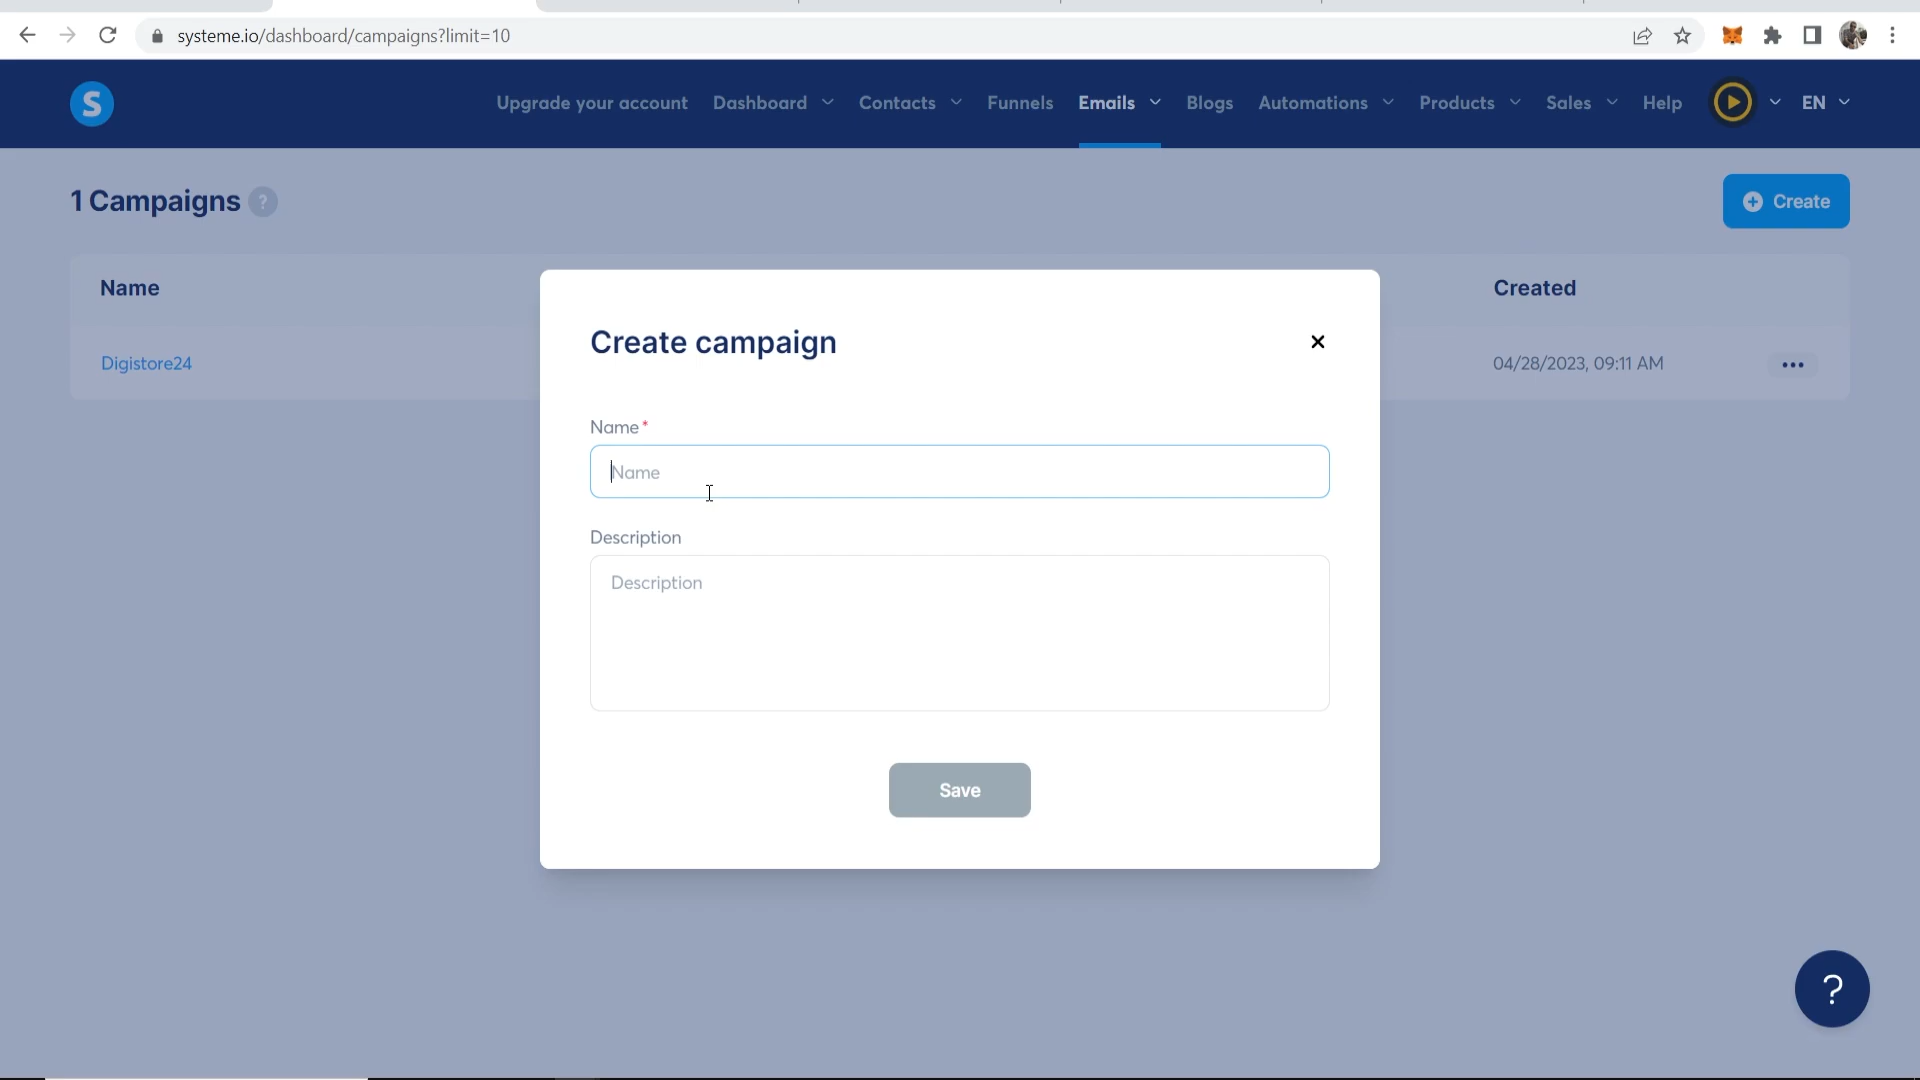 systeme.io/dashboard/campaigns?limit=10
S Upgrade your account Dashboard Contacts Funnels Emails Blogs Automations Products Sales Help EN
1 Campaigns ? Create
Name Created
Digistore24 04/28/2023, 09:11 AM
Create campaign
Name*
Name
Description
Description
Save
?